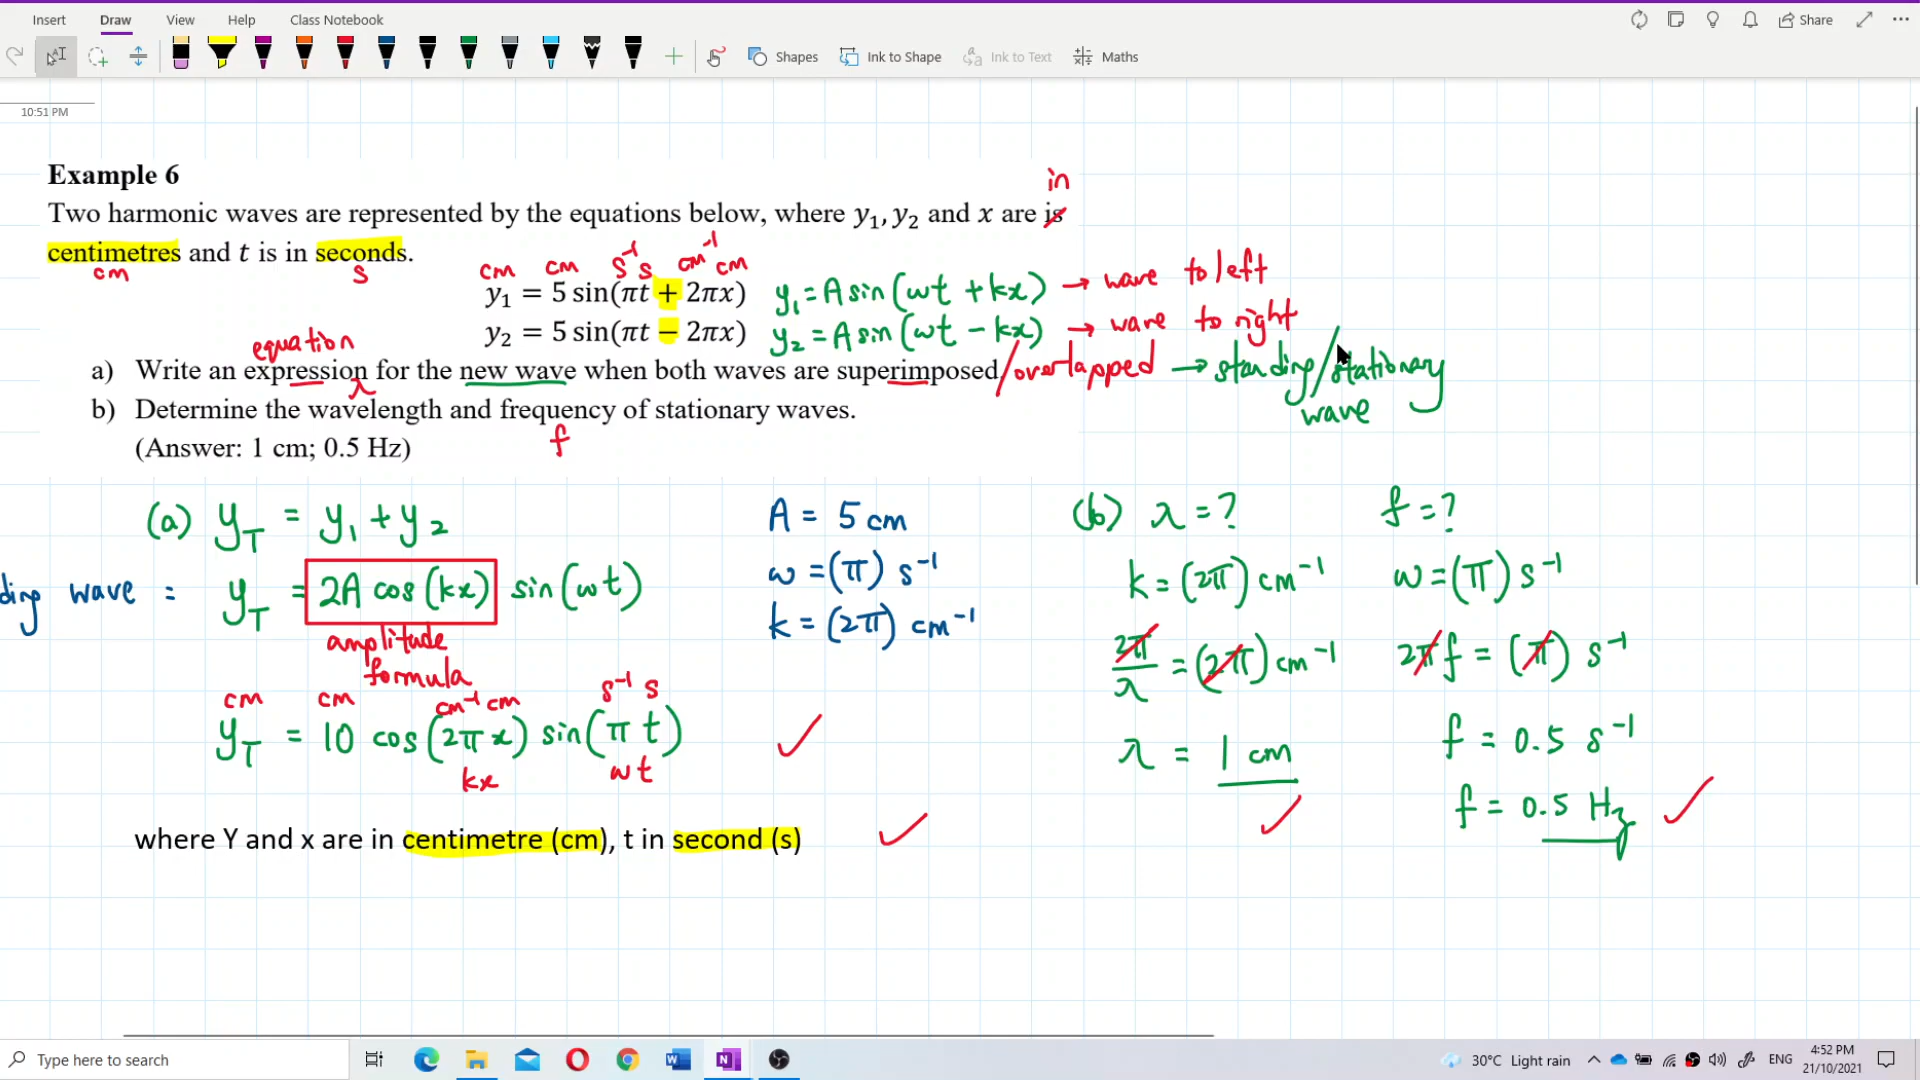 Insert Draw View Help Class Notebook Share
Shapes Ink to Shape Ink to Text Maths
10:51 PM
Example 6
in
Two harmonic waves are represented by the equations below, where y₁, y₂ and x are is
centimetres and t is in seconds.
cm s
cm cm s⁻¹ s cm⁻¹ cm
y₁ = 5 sin(πt + 2πx) y₁ = A sin(ωt + kx) → wave to left
y₂ = 5 sin(πt − 2πx) y₂ = A sin(ωt − kx) → wave to right
equation
a) Write an expression for the new wave when both waves are superimposed. /overlapped → standing/stationary
wave
λ
b) Determine the wavelength and frequency of stationary waves.
f
(Answer: 1 cm; 0.5 Hz)
(a) y_T = y₁ + y₂
ding wave = y_T = 2A cos(kx) sin(ωt)
amplitude
formula
cm cm cm⁻¹ cm s⁻¹ s
y_T = 10 cos(2πx) sin(πt)
kx ωt
where Y and x are in centimetre (cm), t in second (s)
A = 5 cm
ω = (π) s⁻¹
k = (2π) cm⁻¹
(b) λ = ?
k = (2π) cm⁻¹
2π/λ = (2π) cm⁻¹
λ = 1 cm
f = ?
ω = (π) s⁻¹
2πf = (π) s⁻¹
f = 0.5 s⁻¹
f = 0.5 Hz
Type here to search
30°C Light rain ENG 4:52 PM
21/10/2021